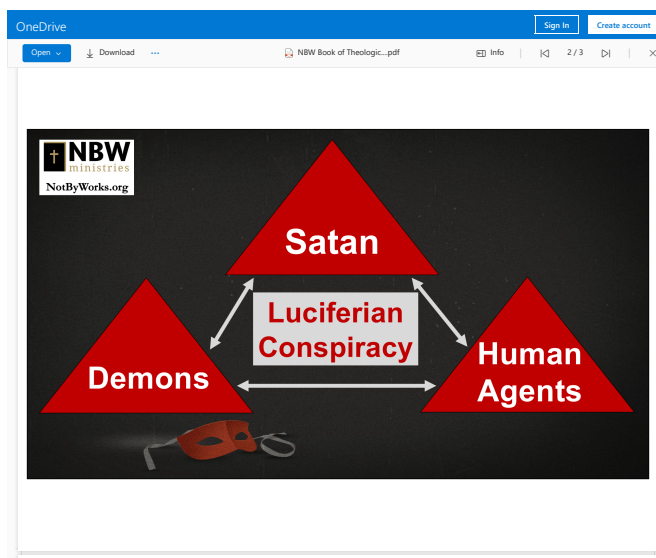 OneDrive
Sign In
Create account
Open
Download
...
NBW Book of Theologic...pdf
Info
2 / 3
NBW
ministries
NotByWorks.org
Satan
Luciferian
Conspiracy
Demons
Human
Agents